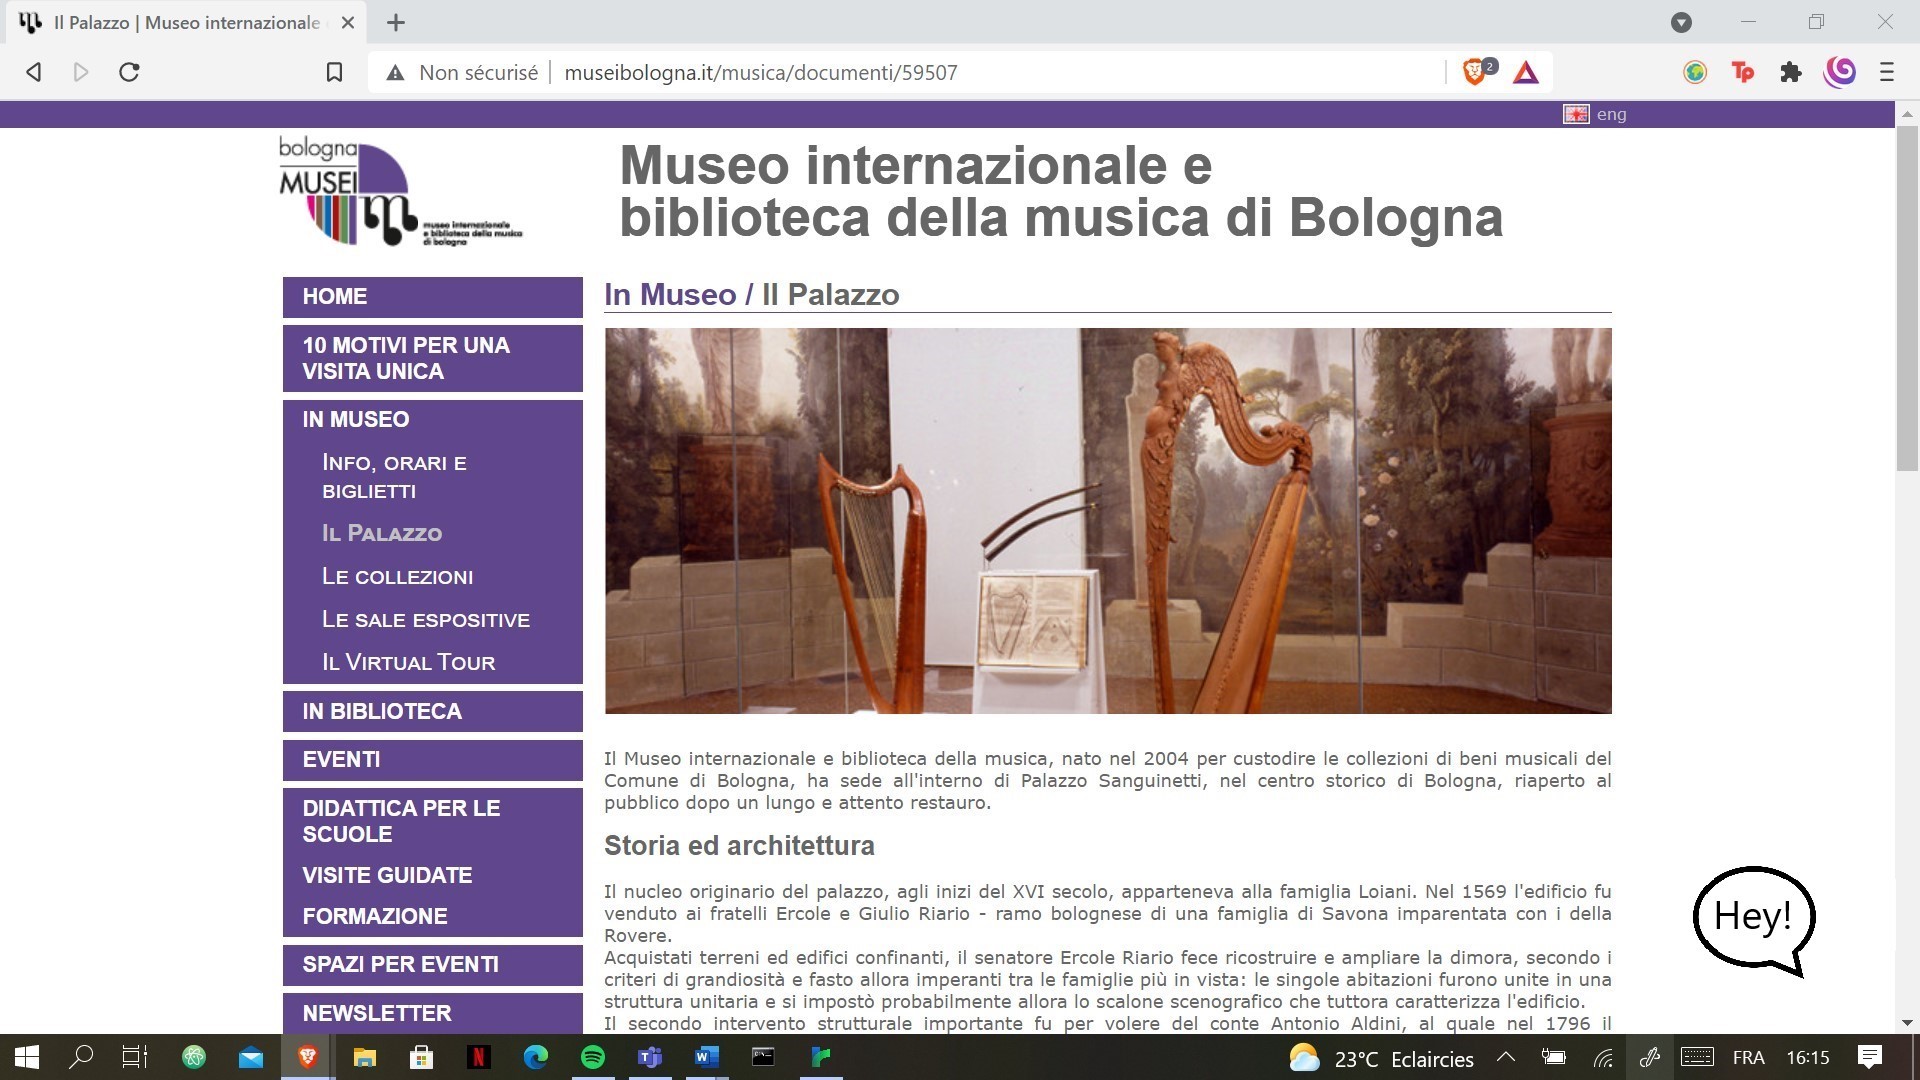 Il Palazzo | Museo internazionale
Non sécurisé museibologna.it/musica/documenti/59507
2
eng
bologna
MUSEI
museo internazionale
e biblioteca della musica
di bologna
Museo internazionale e
biblioteca della musica di Bologna
HOME
10 MOTIVI PER UNA
VISITA UNICA
IN MUSEO
INFO, ORARI E
BIGLIETTI
IL PALAZZO
LE COLLEZIONI
LE SALE ESPOSITIVE
IL VIRTUAL TOUR
IN BIBLIOTECA
EVENTI
DIDATTICA PER LE
SCUOLE
VISITE GUIDATE
FORMAZIONE
SPAZI PER EVENTI
NEWSLETTER
In Museo / Il Palazzo
Il Museo internazionale e biblioteca della musica, nato nel 2004 per custodire le collezioni di beni musicali del
Comune di Bologna, ha sede all'interno di Palazzo Sanguinetti, nel centro storico di Bologna, riaperto al
pubblico dopo un lungo e attento restauro.
Storia ed architettura
Il nucleo originario del palazzo, agli inizi del XVI secolo, apparteneva alla famiglia Loiani. Nel 1569 l'edificio fu
venduto ai fratelli Ercole e Giulio Riario - ramo bolognese di una famiglia di Savona imparentata con i della
Rovere.
Acquistati terreni ed edifici confinanti, il senatore Ercole Riario fece ricostruire e ampliare la dimora, secondo i
criteri di grandiosità e fasto allora imperanti tra le famiglie più in vista: le singole abitazioni furono unite in una
struttura unitaria e si impostò probabilmente allora lo scalone scenografico che tuttora caratterizza l'edificio.
Il secondo intervento strutturale importante fu per volere del conte Antonio Aldini, al quale nel 1796 il
Hey!
23°C Eclaircies FRA 16:15